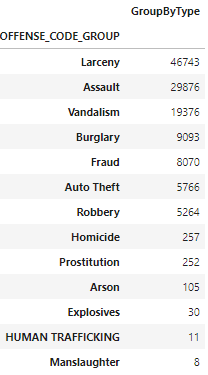 GroupByType
OFFENSE_CODE_GROUP
Larceny 46743
Assault 29876
Vandalism 19376
Burglary 9093
Fraud 8070
Auto Theft 5766
Robbery 5264
Homicide 257
Prostitution 252
Arson 105
Explosives 30
HUMAN TRAFFICKING 11
Manslaughter 8